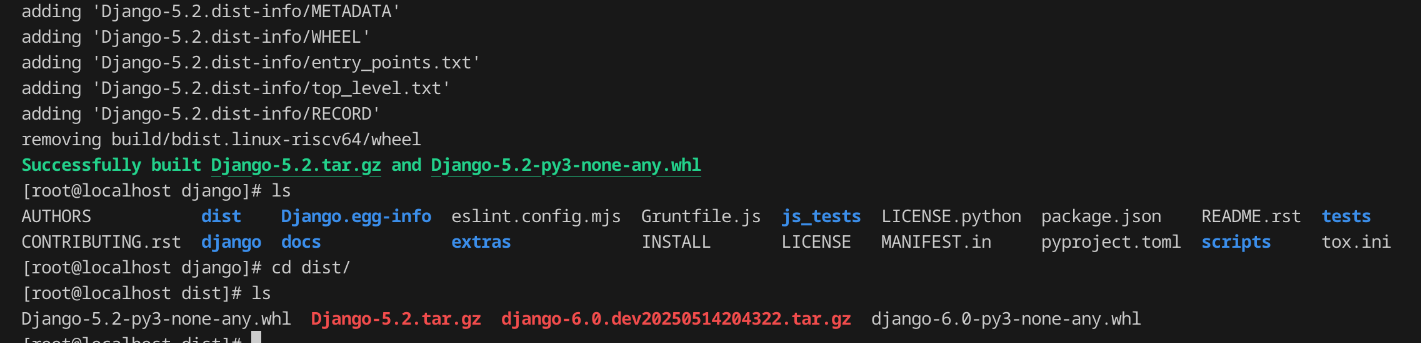 adding 'Django-5.2.dist-info/METADATA'
adding 'Django-5.2.dist-info/WHEEL'
adding 'Django-5.2.dist-info/entry_points.txt'
adding 'Django-5.2.dist-info/top_level.txt'
adding 'Django-5.2.dist-info/RECORD'
removing build/bdist.linux-riscv64/wheel
Successfully built Django-5.2.tar.gz and Django-5.2-py3-none-any.whl
[root@localhost django]# ls
AUTHORS dist Django.egg-info eslint.config.mjs Gruntfile.js js_tests LICENSE.python package.json README.rst tests
CONTRIBUTING.rst django docs extras INSTALL LICENSE MANIFEST.in pyproject.toml scripts tox.ini
[root@localhost django]# cd dist/
[root@localhost dist]# ls
Django-5.2-py3-none-any.whl Django-5.2.tar.gz django-6.0.dev20250514204322.tar.gz django-6.0-py3-none-any.whl
[root@localhost dist]#